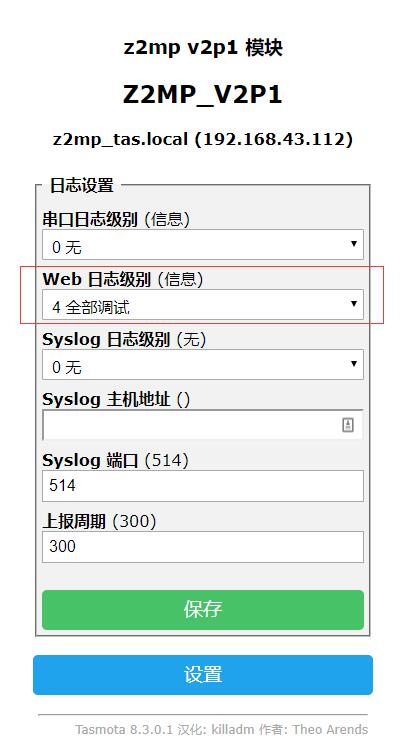 z2mp v2p1 模块
Z2MP_V2P1
z2mp_tas.local (192.168.43.112)
日志设置
串口日志级别 (信息)
0 无
Web 日志级别 (信息)
4 全部调试
Syslog 日志级别 (无)
0 无
Syslog 主机地址 ()
Syslog 端口 (514)
514
上报周期 (300)
300
保存
设置
Tasmota 8.3.0.1 汉化: killadm 作者: Theo Arends